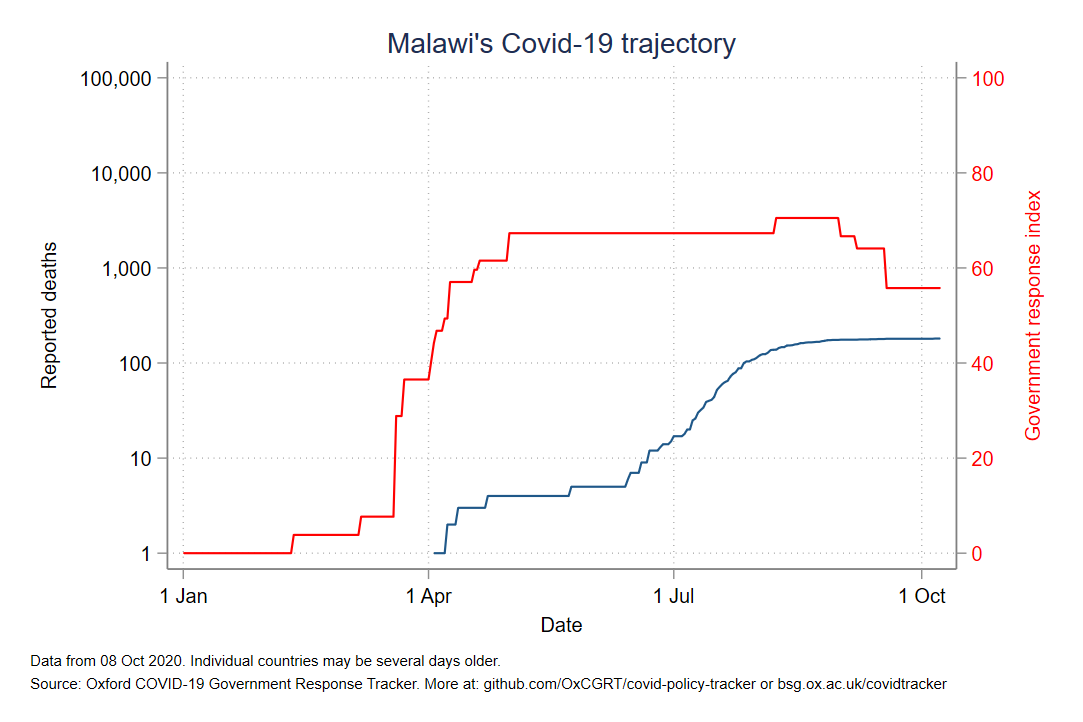 Malawi's Covid-19 trajectory
100,000
10,000
1,000
100
10
1
Reported deaths
100
80
60
40
20
0
Government response index
1 Jan 1 Apr 1 Jul 1 Oct
Date
Data from 08 Oct 2020. Individual countries may be several days older.
Source: Oxford COVID-19 Government Response Tracker. More at: github.com/OxCGRT/covid-policy-tracker or bsg.ox.ac.uk/covidtracker